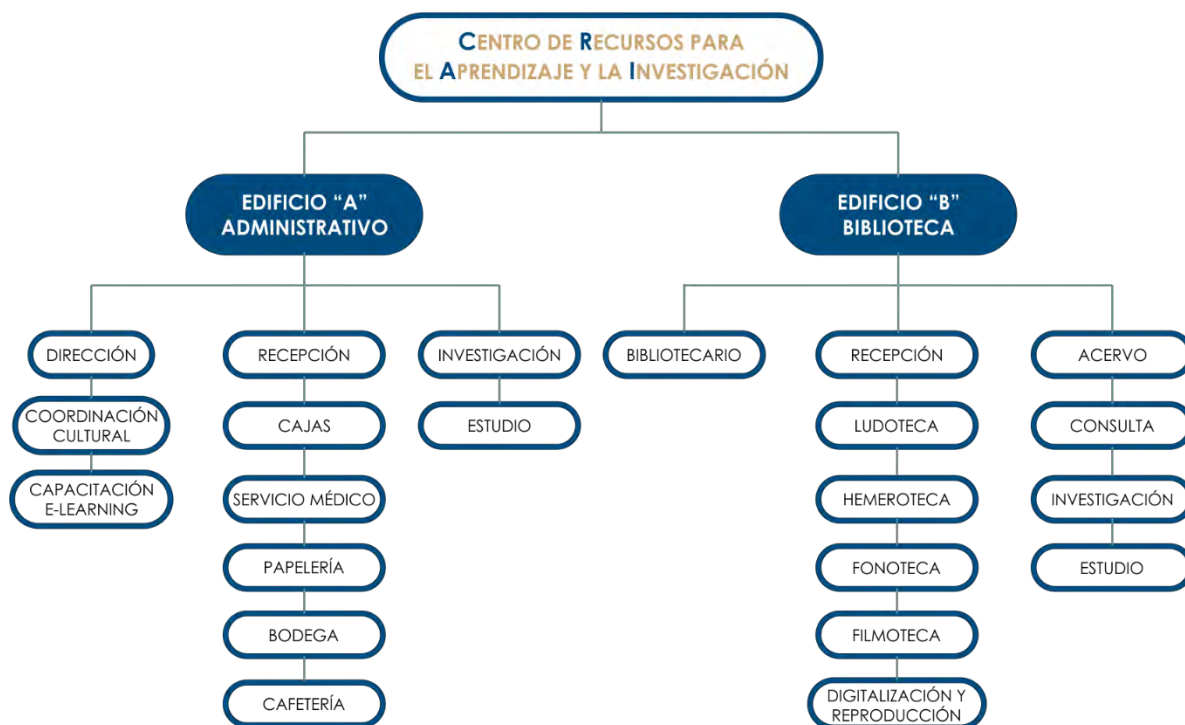 CENTRO DE RECURSOS PARA
EL APRENDIZAJE Y LA INVESTIGACIÓN
EDIFICIO “A”
ADMINISTRATIVO
DIRECCIÓN
COORDINACIÓN
CULTURAL
CAPACITACIÓN
E-LEARNING
RECEPCIÓN
CAJAS
SERVICIO MÉDICO
PAPELERÍA
BODEGA
CAFETERÍA
INVESTIGACIÓN
ESTUDIO
EDIFICIO “B”
BIBLIOTECA
BIBLIOTECARIO
RECEPCIÓN
LUDOTECA
HEMEROTECA
FONOTECA
FILMOTECA
DIGITALIZACIÓN Y
REPRODUCCIÓN
ACERVO
CONSULTA
INVESTIGACIÓN
ESTUDIO